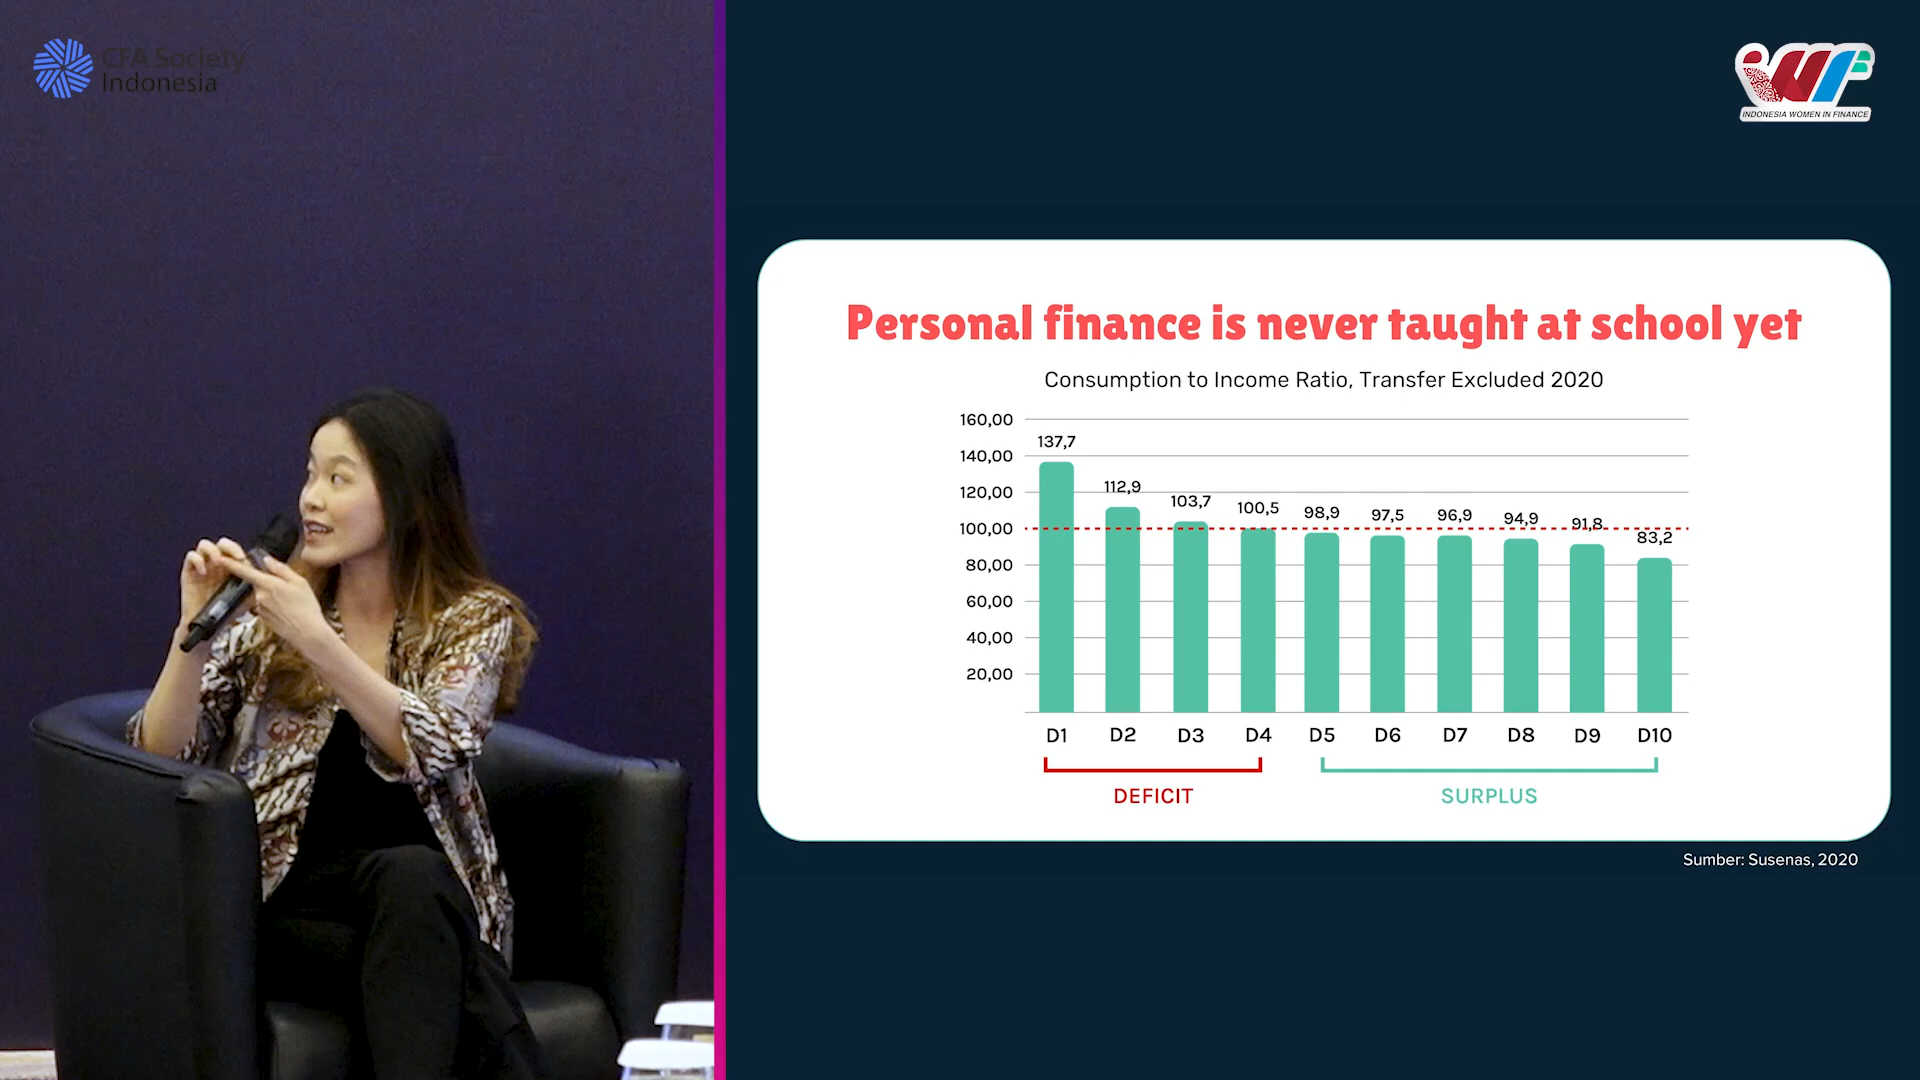 CFA Society
Indonesia
INDONESIA WOMEN IN FINANCE
Personal finance is never taught at school yet
Consumption to Income Ratio, Transfer Excluded 2020
160,00
140,00
120,00
100,00
80,00
60,00
40,00
20,00
137,7
112,9
103,7
100,5
98,9
97,5
96,9
94,9
91,8
83,2
D1 D2 D3 D4 D5 D6 D7 D8 D9 D10
DEFICIT
SURPLUS
Sumber: Susenas, 2020